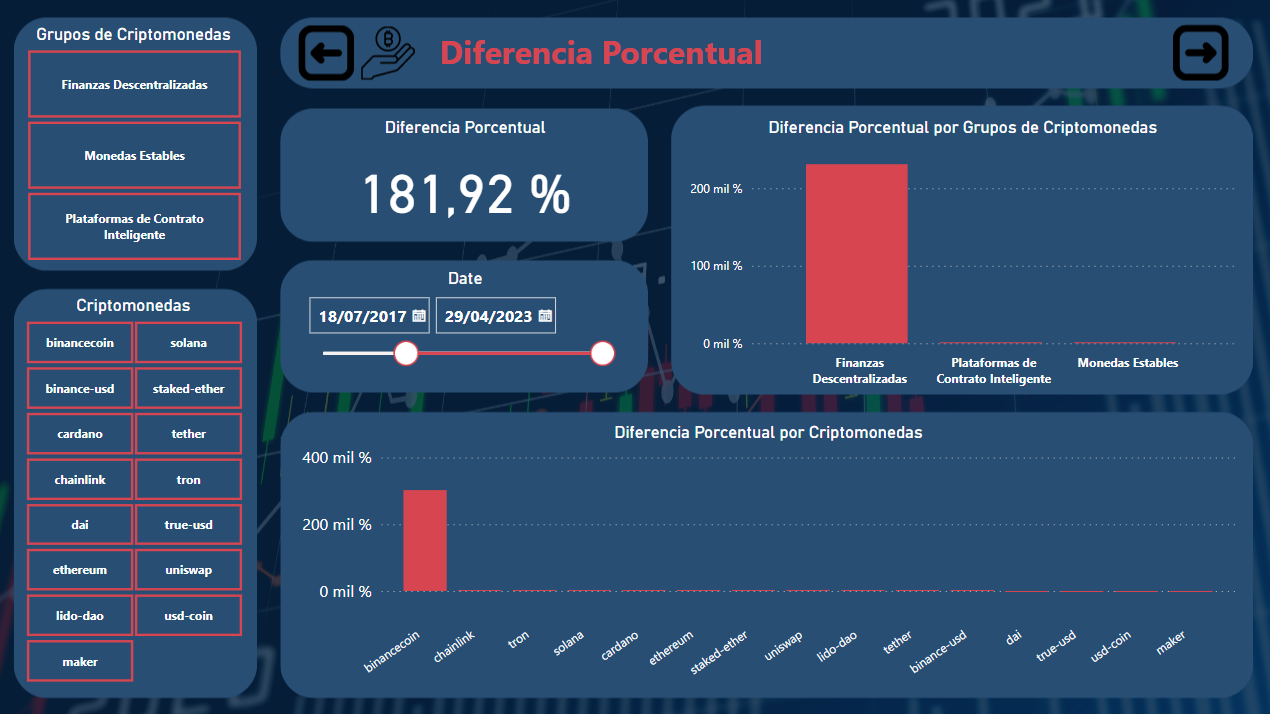 Grupos de Criptomonedas
Finanzas Descentralizadas
Monedas Estables
Plataformas de Contrato
Inteligente
Criptomonedas
binancecoin
solana
binance-usd
staked-ether
cardano
tether
chainlink
tron
dai
true-usd
ethereum
uniswap
lido-dao
usd-coin
maker
Diferencia Porcentual
Diferencia Porcentual
181,92 %
Date
18/07/2017
29/04/2023
Diferencia Porcentual por Grupos de Criptomonedas
200 mil %
100 mil %
0 mil %
Finanzas
Descentralizadas
Plataformas de
Contrato Inteligente
Monedas Estables
Diferencia Porcentual por Criptomonedas
400 mil %
200 mil %
0 mil %
binancecoin
chainlink
tron
solana
cardano
ethereum
staked-ether
uniswap
lido-dao
tether
binance-usd
dai
true-usd
usd-coin
maker